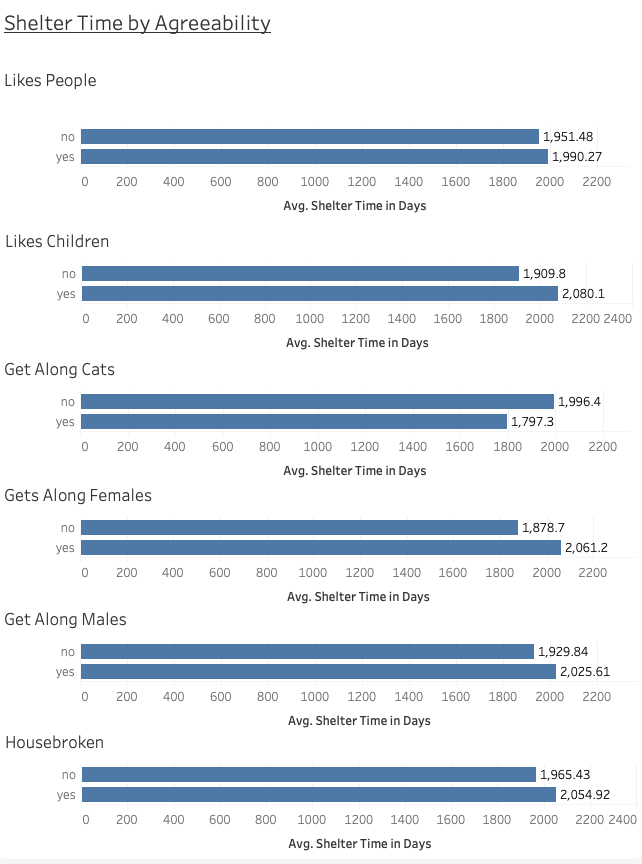 Shelter Time by Agreeability
Likes People
no 1,951.48
yes 1,990.27
0 200 400 600 800 1000 1200 1400 1600 1800 2000 2200
Avg. Shelter Time in Days
Likes Children
no 1,909.8
yes 2,080.1
0 200 400 600 800 1000 1200 1400 1600 1800 2000 2200 2400
Avg. Shelter Time in Days
Get Along Cats
no 1,996.4
yes 1,797.3
0 200 400 600 800 1000 1200 1400 1600 1800 2000 2200
Avg. Shelter Time in Days
Gets Along Females
no 1,878.7
yes 2,061.2
0 200 400 600 800 1000 1200 1400 1600 1800 2000 2200
Avg. Shelter Time in Days
Get Along Males
no 1,929.84
yes 2,025.61
0 200 400 600 800 1000 1200 1400 1600 1800 2000 2200
Avg. Shelter Time in Days
Housebroken
no 1,965.43
yes 2,054.92
0 200 400 600 800 1000 1200 1400 1600 1800 2000 2200 2400
Avg. Shelter Time in Days